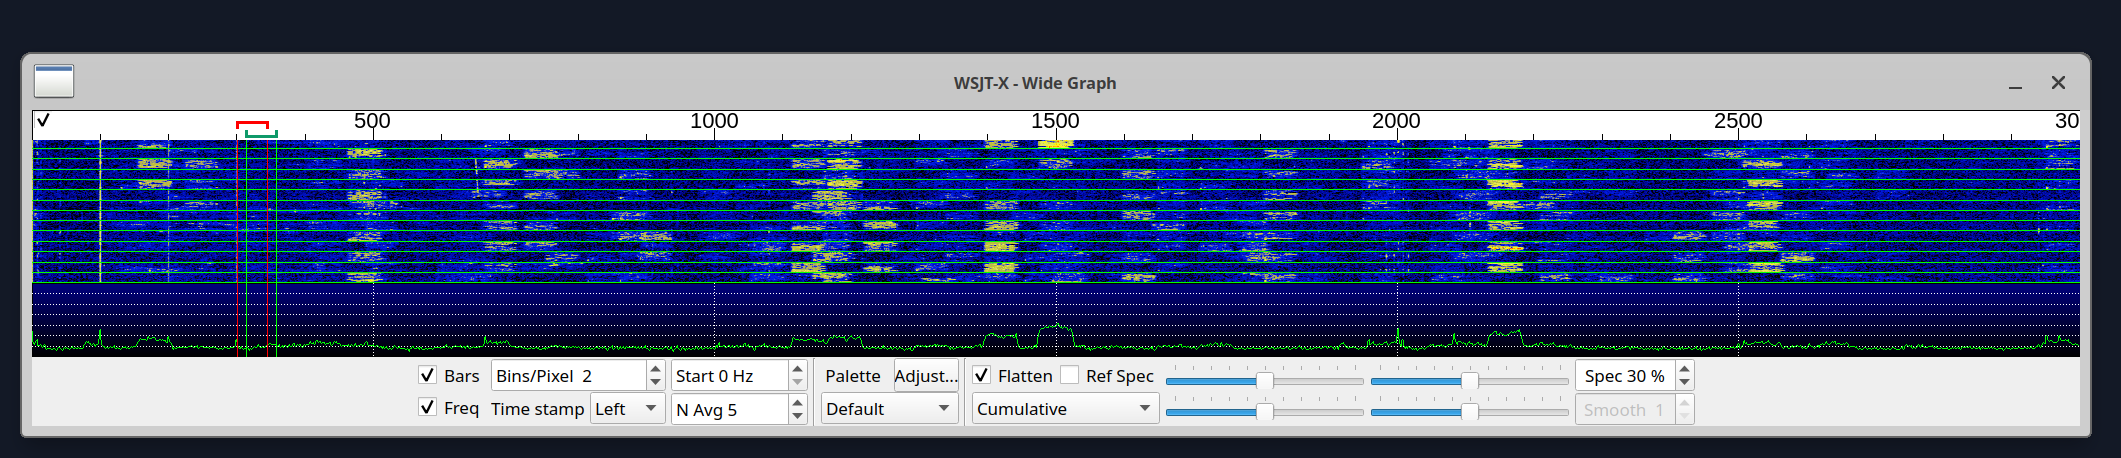 WSJT-X - Wide Graph
500 1000 1500 2000 2500 30
Bars Bins/Pixel 2 Start 0 Hz Palette Adjust... Flatten Ref Spec Spec 30 %
Freq Time stamp Left N Avg 5 Default Cumulative Smooth 1